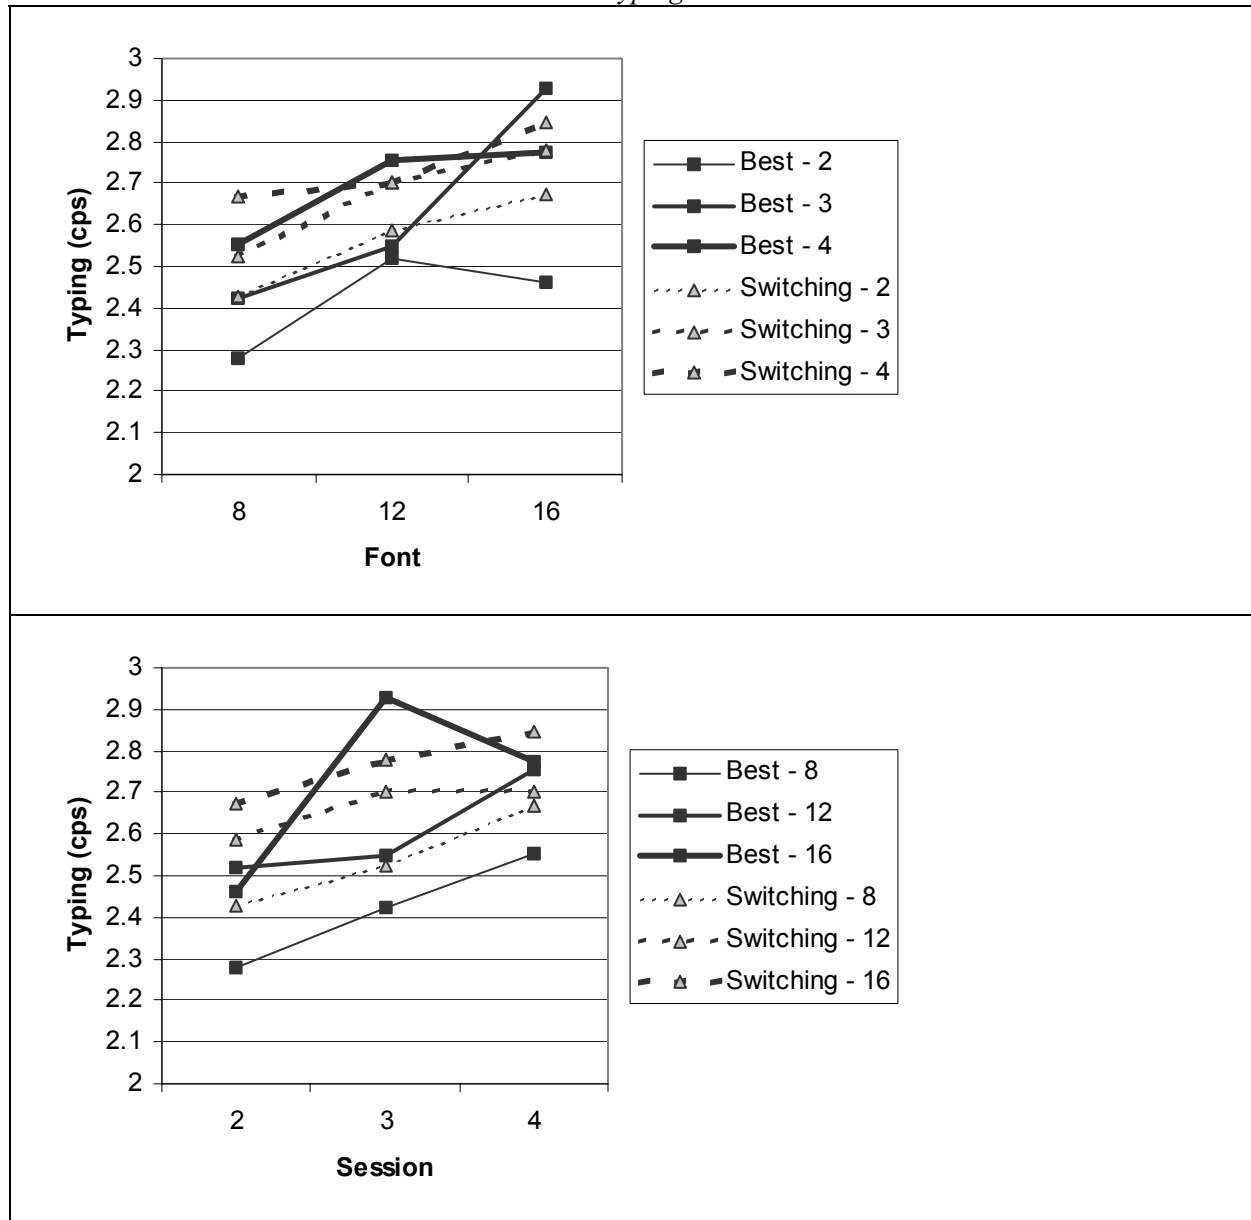 3
2.9
2.8
2.7
2.6
2.5
2.4
2.3
2.2
2.1
2
Typing (cps)
8 12 16
Font
Best - 2
Best - 3
Best - 4
Switching - 2
Switching - 3
Switching - 4
3
2.9
2.8
2.7
2.6
2.5
2.4
2.3
2.2
2.1
2
Typing (cps)
2 3 4
Session
Best - 8
Best - 12
Best - 16
Switching - 8
Switching - 12
Switching - 16